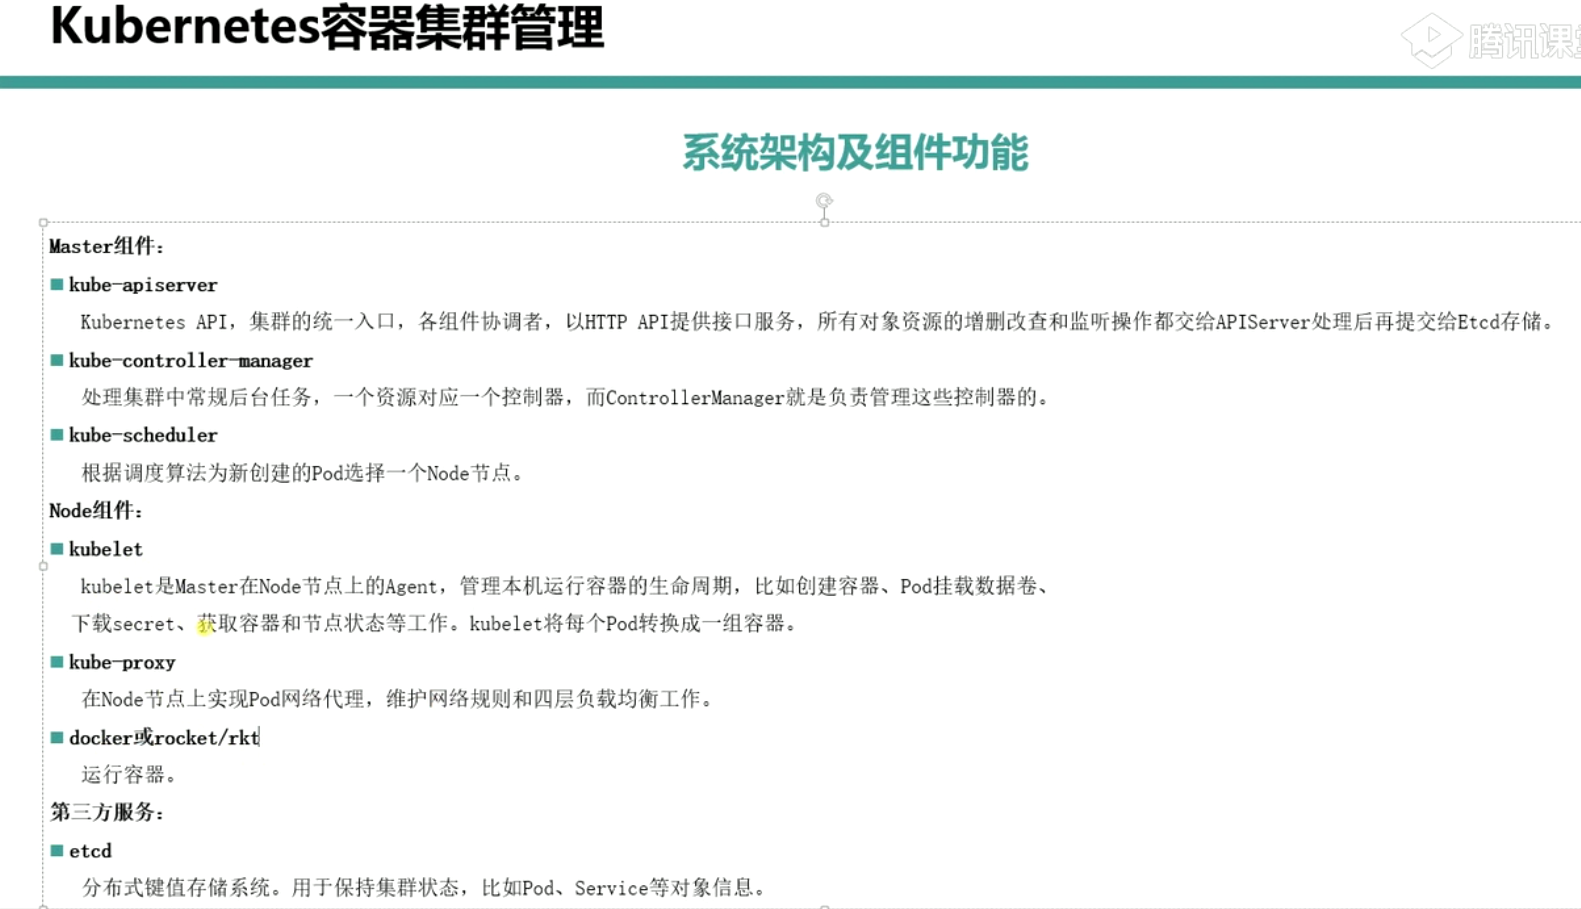 Kubernetes容器集群管理
腾讯课堂
系统架构及组件功能
Master组件：
kube-apiserver
Kubernetes API，集群的统一入口，各组件协调者，以HTTP API提供接口服务，所有对象资源的增删改查和监听操作都交给APIServer处理后再提交给Etcd存储。
kube-controller-manager
处理集群中常规后台任务，一个资源对应一个控制器，而ControllerManager就是负责管理这些控制器的。
kube-scheduler
根据调度算法为新创建的Pod选择一个Node节点。
Node组件：
kubelet
kubelet是Master在Node节点上的Agent，管理本机运行容器的生命周期，比如创建容器、Pod挂载数据卷、
下载secret、获取容器和节点状态等工作。kubelet将每个Pod转换成一组容器。
kube-proxy
在Node节点上实现Pod网络代理，维护网络规则和四层负载均衡工作。
docker或rocket/rkt
运行容器。
第三方服务：
etcd
分布式键值存储系统。用于保持集群状态，比如Pod、Service等对象信息。